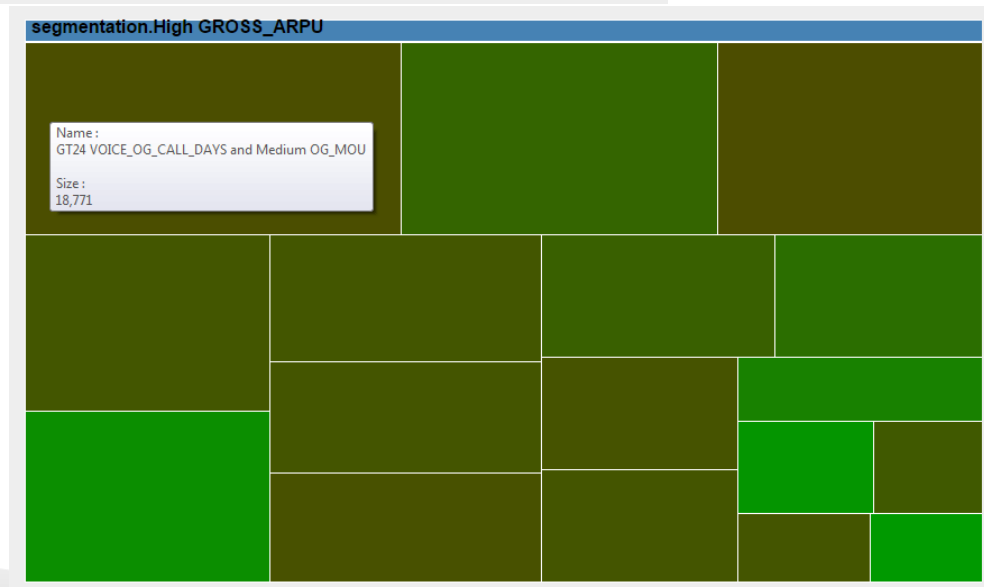 segmentation.High GROSS_ARPU
Name :
GT24 VOICE_OG_CALL_DAYS and Medium OG_MOU
Size :
18,771